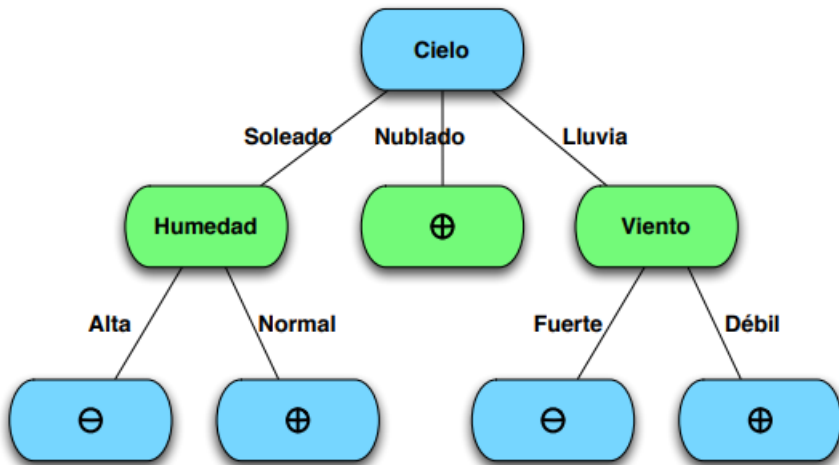 Cielo
Soleado Nublado Lluvia
Humedad ⊕ Viento
Alta Normal Fuerte Débil
⊖ ⊕ ⊖ ⊕